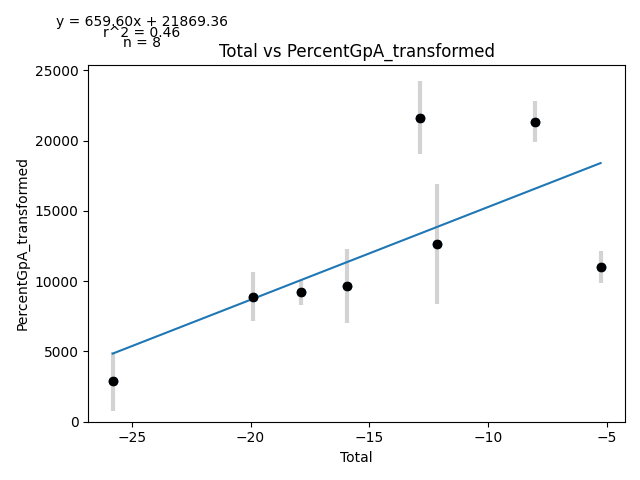 y = 659.60x + 21869.36
r^2 = 0.46
n = 8
Total vs PercentGpA_transformed
25000
20000
15000
10000
5000
0
PercentGpA_transformed
−25
−20
−15
−10
−5
Total